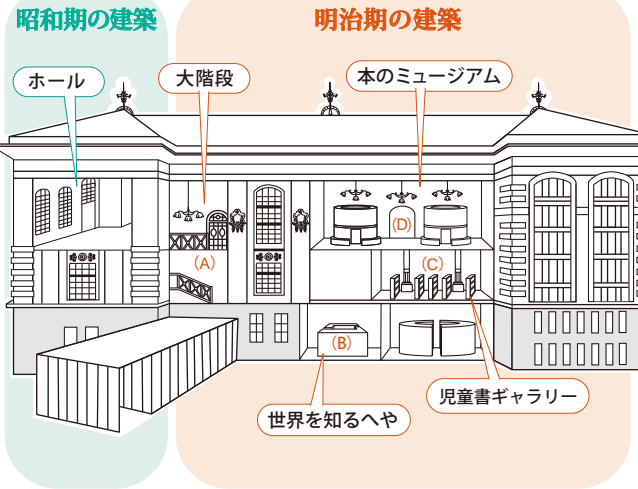 昭和期の建築
明治期の建築
ホール
大階段
本のミュージアム
(D)
(A)
(C)
(B)
児童書ギャラリー
世界を知るへや